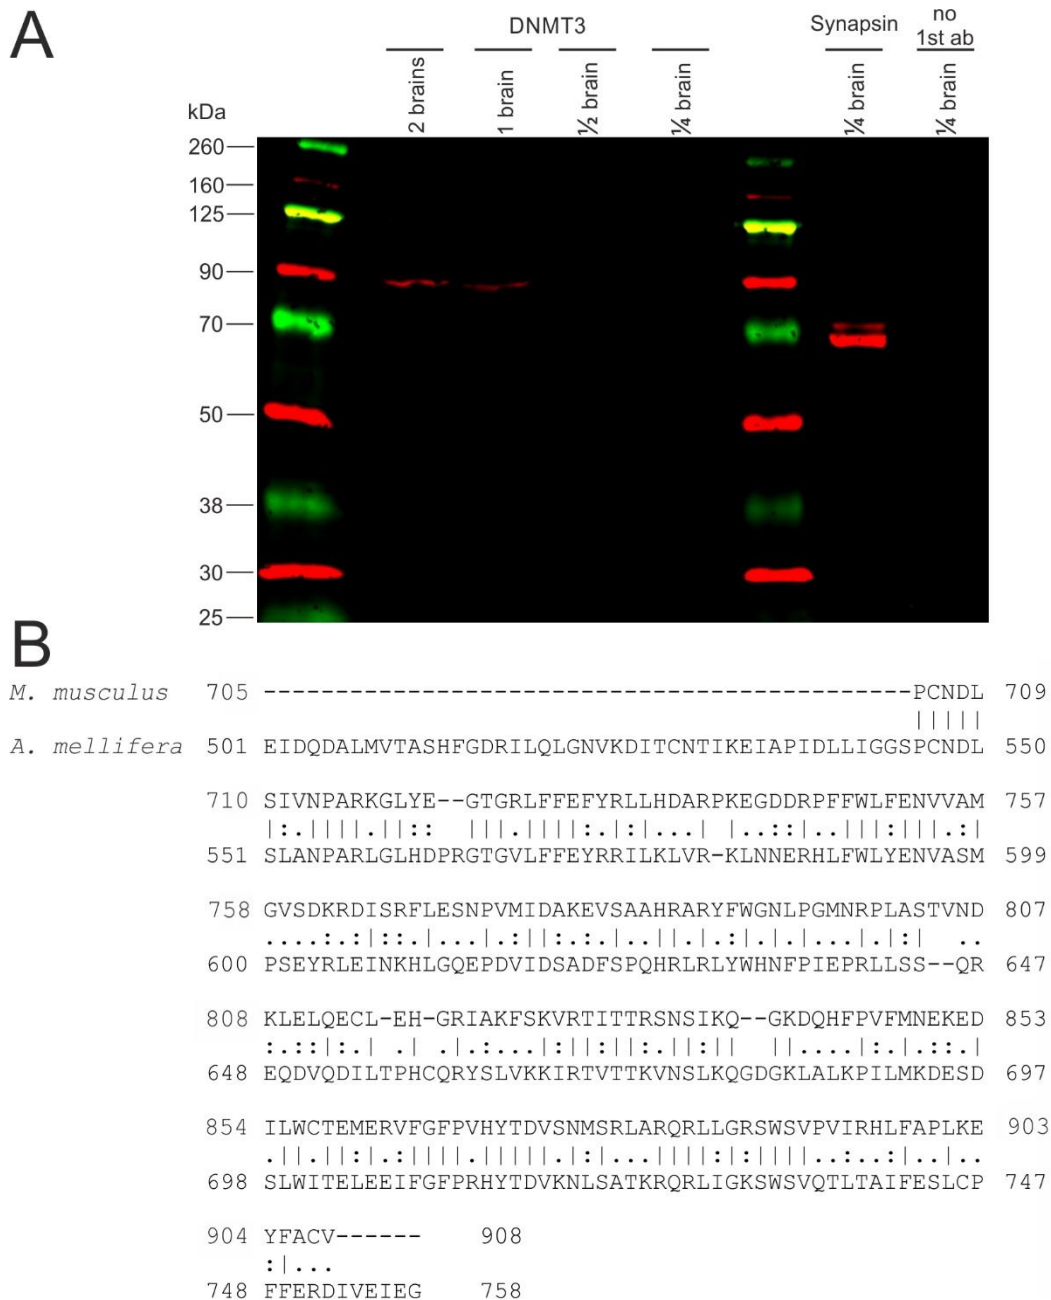 A
DNMT3
Synapsin
no
1st ab
2 brains
1 brain
½ brain
¼ brain
¼ brain
¼ brain
kDa
260
160
125
90
70
50
38
30
25
B
M. musculus 705 ---------------------------------------------PCNDL 709
|||||
A. mellifera 501 EIDQDALMVTASHFGDRILQLGNVKDITCNTIKEIAPIDLLIGGSPCNDL 550
710 SIVNPARKGLYE--GTGRLFFEFYRLLHDARPKEGDDRPFFWLFENVVAM 757
|:.||||.||:: |||.||||:.|:|...| |..::|..|||:|||.:|
551 SLANPARLGLHDPRGTGVLFFEYRRILKLVR-KLNNERHLFWLYENVASM 599
758 GVSDKRDISRFLESNPVMIDAKEVSAAHRARYFWGNLPGMNRPLASTVND 807
....:.:|::.|...|.:||:.:.|..||.|.:|.|.|...|.|:| ..
600 PSEYRLEINKHLGQEPDVIDSADFSPQHRLRLYWHNFPIEPRLLSS--QR 647
808 KLELQECL-EH-GRIAKFSKVRTITTRSNSIKQ--GKDQHFPVFMNEKED 853
:.::|:.| .| .|.:...|:||:||:.||:|| ||....|:.|.::.|
648 EQDVQDILTPHCQRYSLVKKIRTVTTKVNSLKQGDGKLALKPILMKDESD 697
854 ILWCTEMERVFGFPVHYTDVSNMSRLARQRLLGRSWSVPVIRHLFAPLKE 903
.||.||:|.:||||.|||||.|:|...||||:|:||||..:..:|..|..
698 SLWITELEEIFGFPRHYTDVKNLSATKRQRLIGKSWSVQTLTAIFESLCP 747
904 YFACV------ 908
:|...
748 FFERDIVEIEG 758